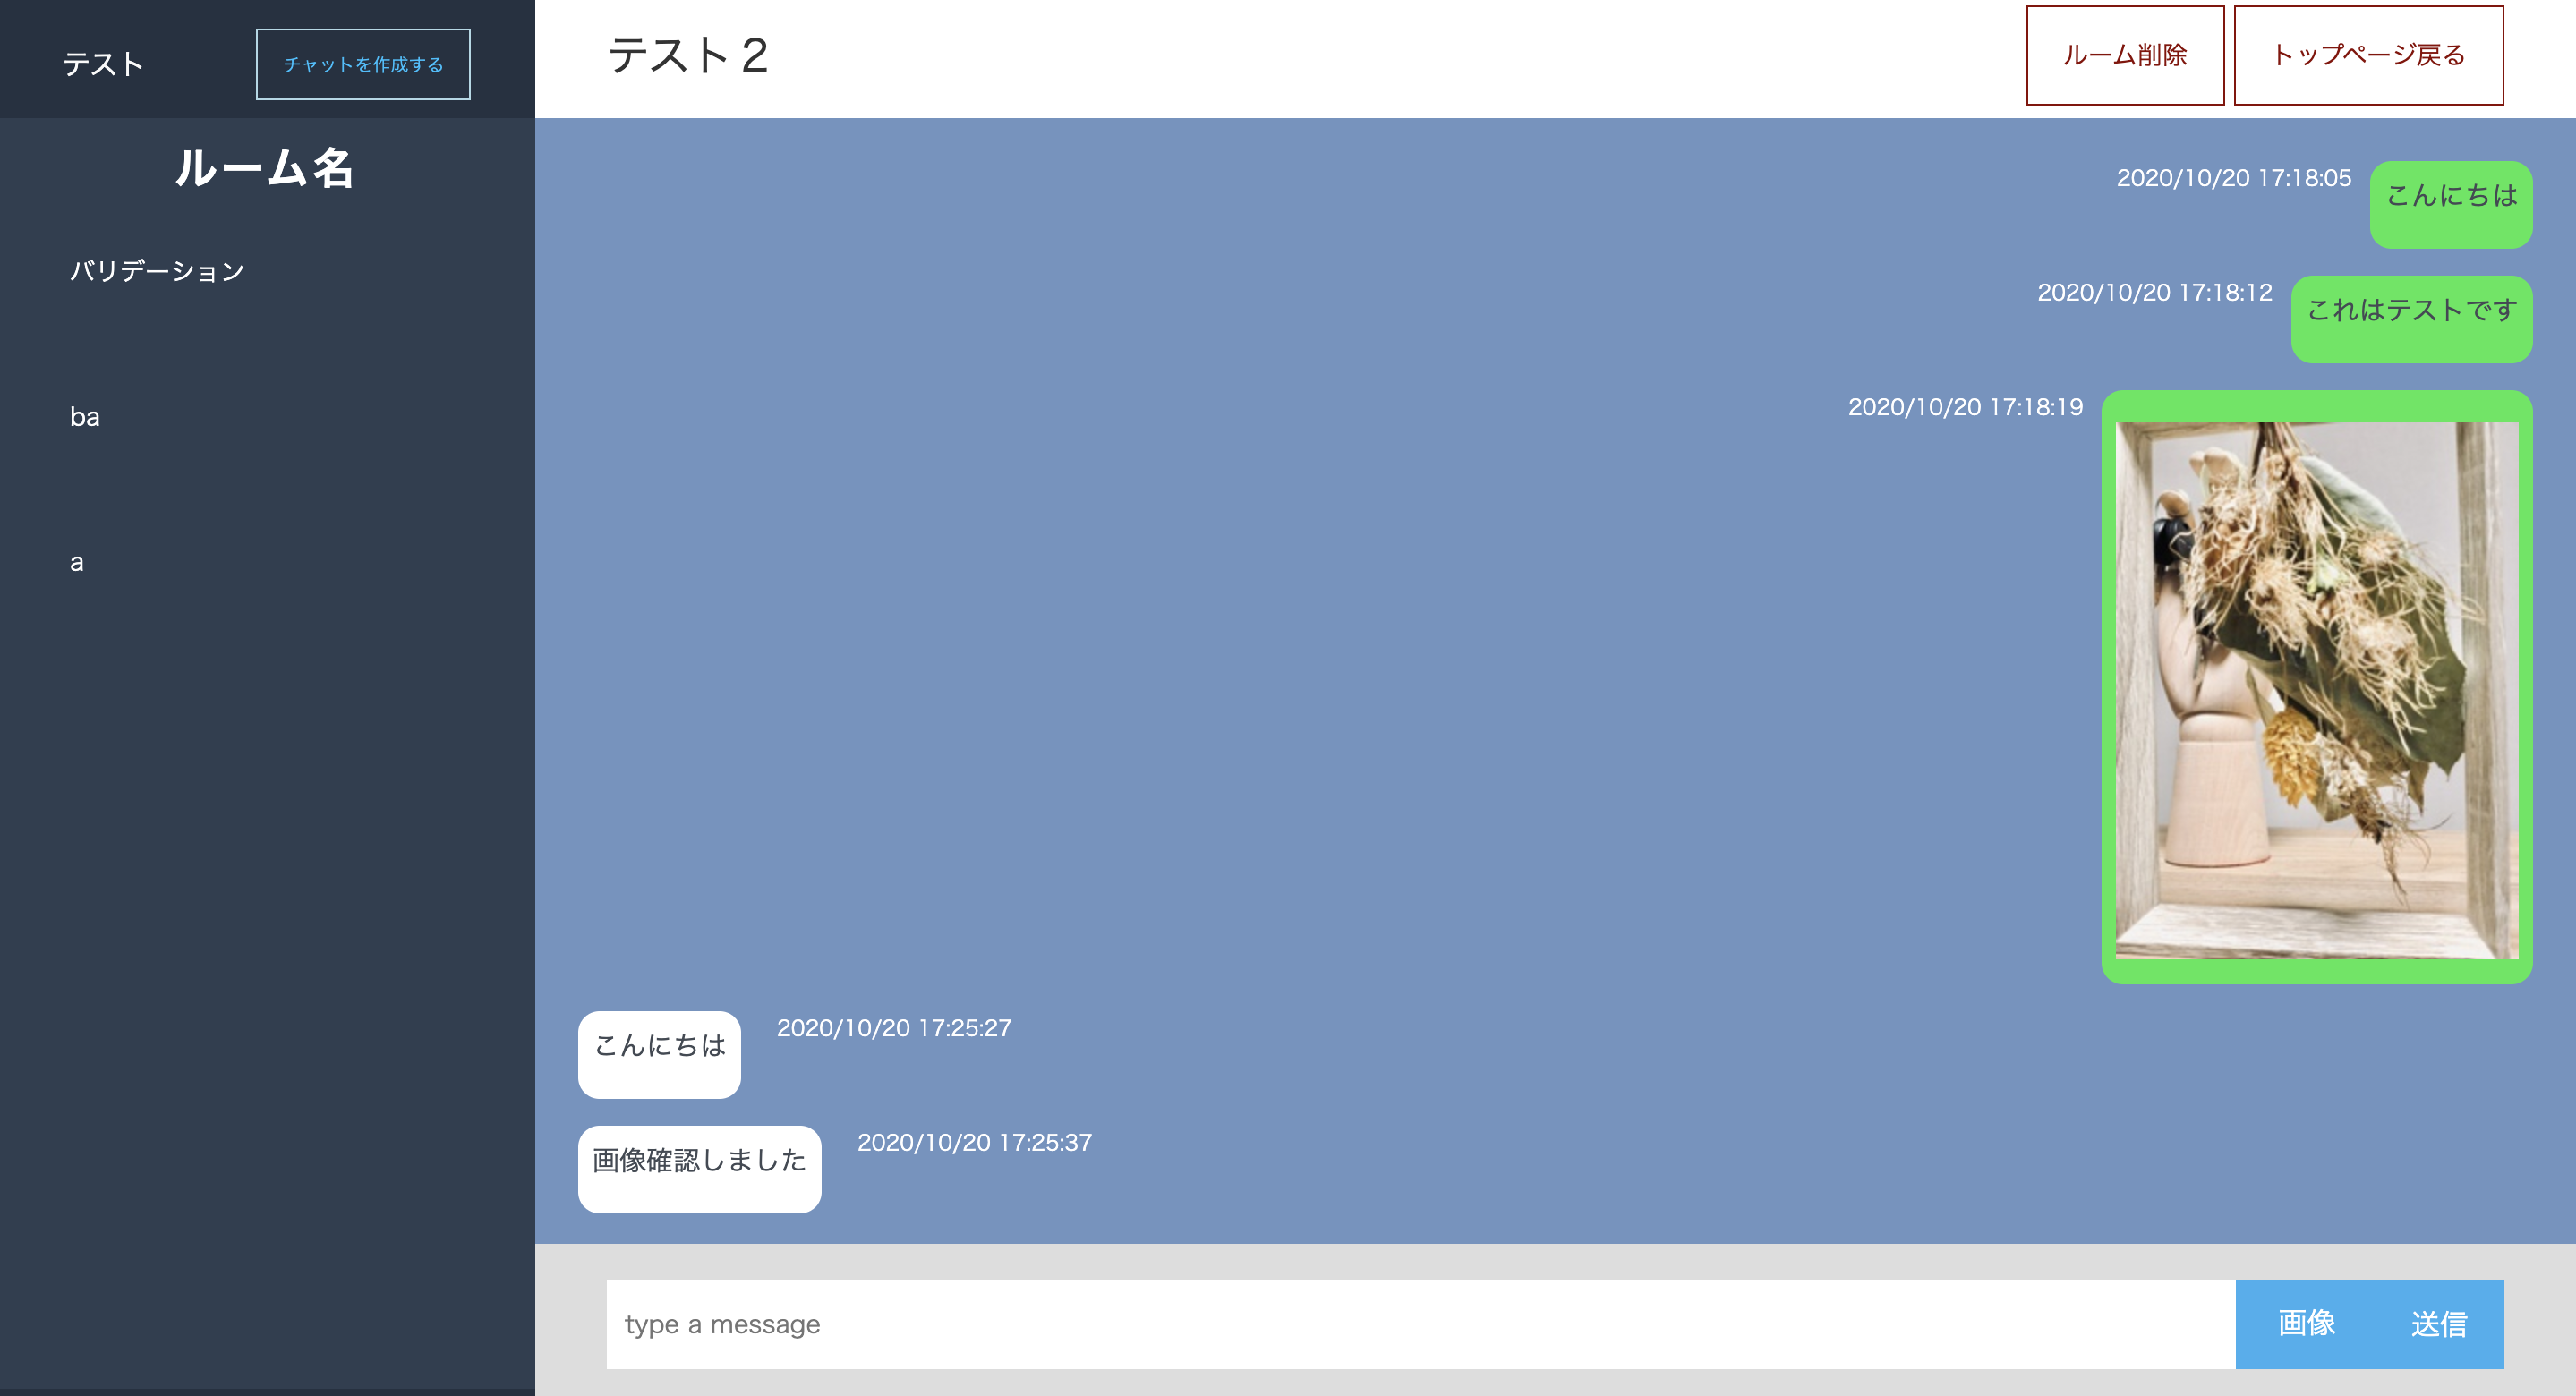 テスト
チャットを作成する
ルーム名
バリデーション
ba
a
テスト２
ルーム削除
トップページ戻る
2020/10/20 17:18:05
こんにちは
2020/10/20 17:18:12
これはテストです
2020/10/20 17:18:19
こんにちは
2020/10/20 17:25:27
画像確認しました
2020/10/20 17:25:37
type a message
画像
送信